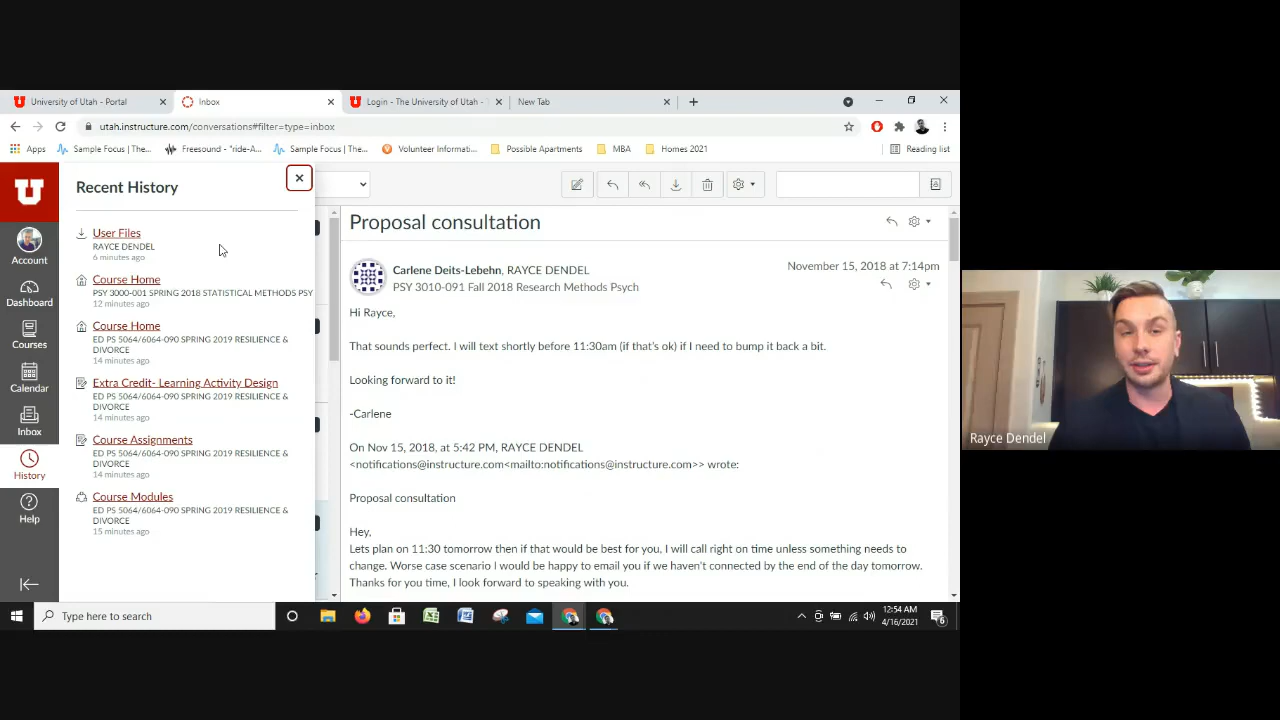 University of Utah - Portal
Inbox
Login - The University of Utah -
New Tab
utah.instructure.com/conversations#filter=type=inbox
Apps
Sample Focus | The...
Freesound - "ride-A...
Sample Focus | The...
Volunteer Informati...
Possible Apartments
MBA
Homes 2021
Reading list
U
Account
Dashboard
Courses
Calendar
Inbox
History
Help
Recent History
User Files
RAYCE DENDEL
6 minutes ago
Course Home
PSY 3000-001 SPRING 2018 STATISTICAL METHODS PSY
12 minutes ago
Course Home
ED PS 5064/6064-090 SPRING 2019 RESILIENCE &
DIVORCE
14 minutes ago
Extra Credit- Learning Activity Design
ED PS 5064/6064-090 SPRING 2019 RESILIENCE &
DIVORCE
14 minutes ago
Course Assignments
ED PS 5064/6064-090 SPRING 2019 RESILIENCE &
DIVORCE
14 minutes ago
Course Modules
ED PS 5064/6064-090 SPRING 2019 RESILIENCE &
DIVORCE
15 minutes ago
Proposal consultation
Carlene Deits-Lebehn, RAYCE DENDEL
November 15, 2018 at 7:14pm
PSY 3010-091 Fall 2018 Research Methods Psych
Hi Rayce,
That sounds perfect. I will text shortly before 11:30am (if that's ok) if I need to bump it back a bit.
Looking forward to it!
-Carlene
On Nov 15, 2018, at 5:42 PM, RAYCE DENDEL
<notifications@instructure.com<mailto:notifications@instructure.com>> wrote:
Proposal consultation
Hey,
Lets plan on 11:30 tomorrow then if that would be best for you, I will call right on time unless something needs to
change. Worse case scenario I would be happy to email you if we haven't connected by the end of the day tomorrow.
Thanks for you time, I look forward to speaking with you.
Rayce Dendel
Type here to search
12:54 AM
4/16/2021
6